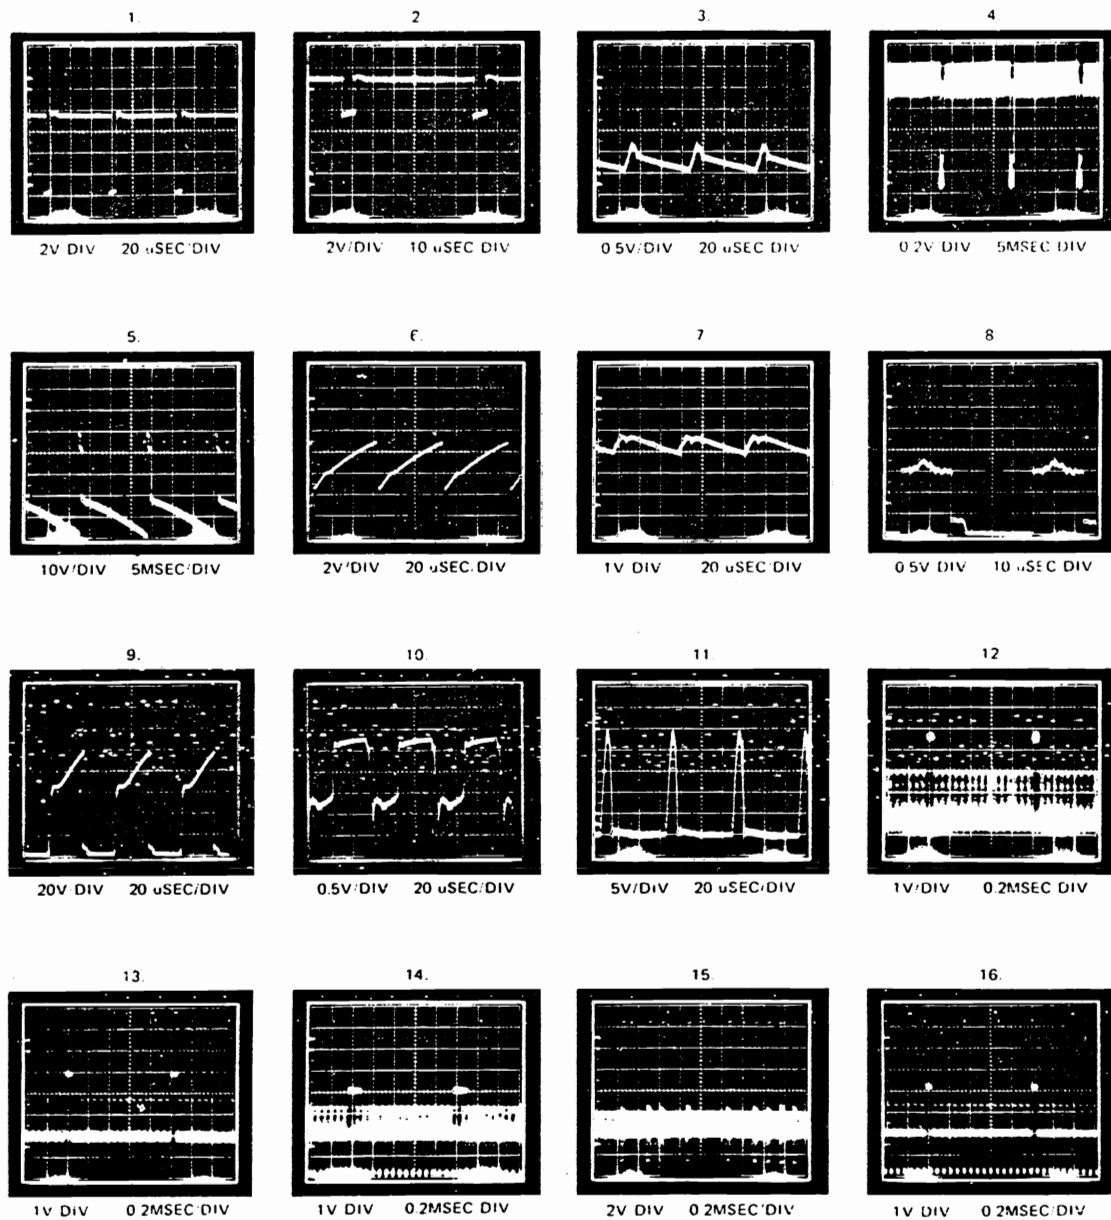 1. 2 3. 4
2V DIV 20 uSEC/DIV 2V/DIV 10 uSEC DIV 0 5V/DIV 20 uSEC/DIV 0.2V DIV 5MSEC DIV
5. 6. 7 8
10V/DIV 5MSEC/DIV 2V/DIV 20 uSEC/DIV 1V DIV 20 uSEC DIV 0 5V DIV 10 uSEC DIV
9. 10. 11 12
20V DIV 20 uSEC/DIV 0.5V/DIV 20 uSEC/DIV 5V/DIV 20 uSEC/DIV 1V/DIV 0.2MSEC DIV
13. 14. 15. 16.
1V DIV 0 2MSEC/DIV 1V DIV 0.2MSEC DIV 2V DIV 0 2MSEC/DIV 1V DIV 0 2MSEC/DIV